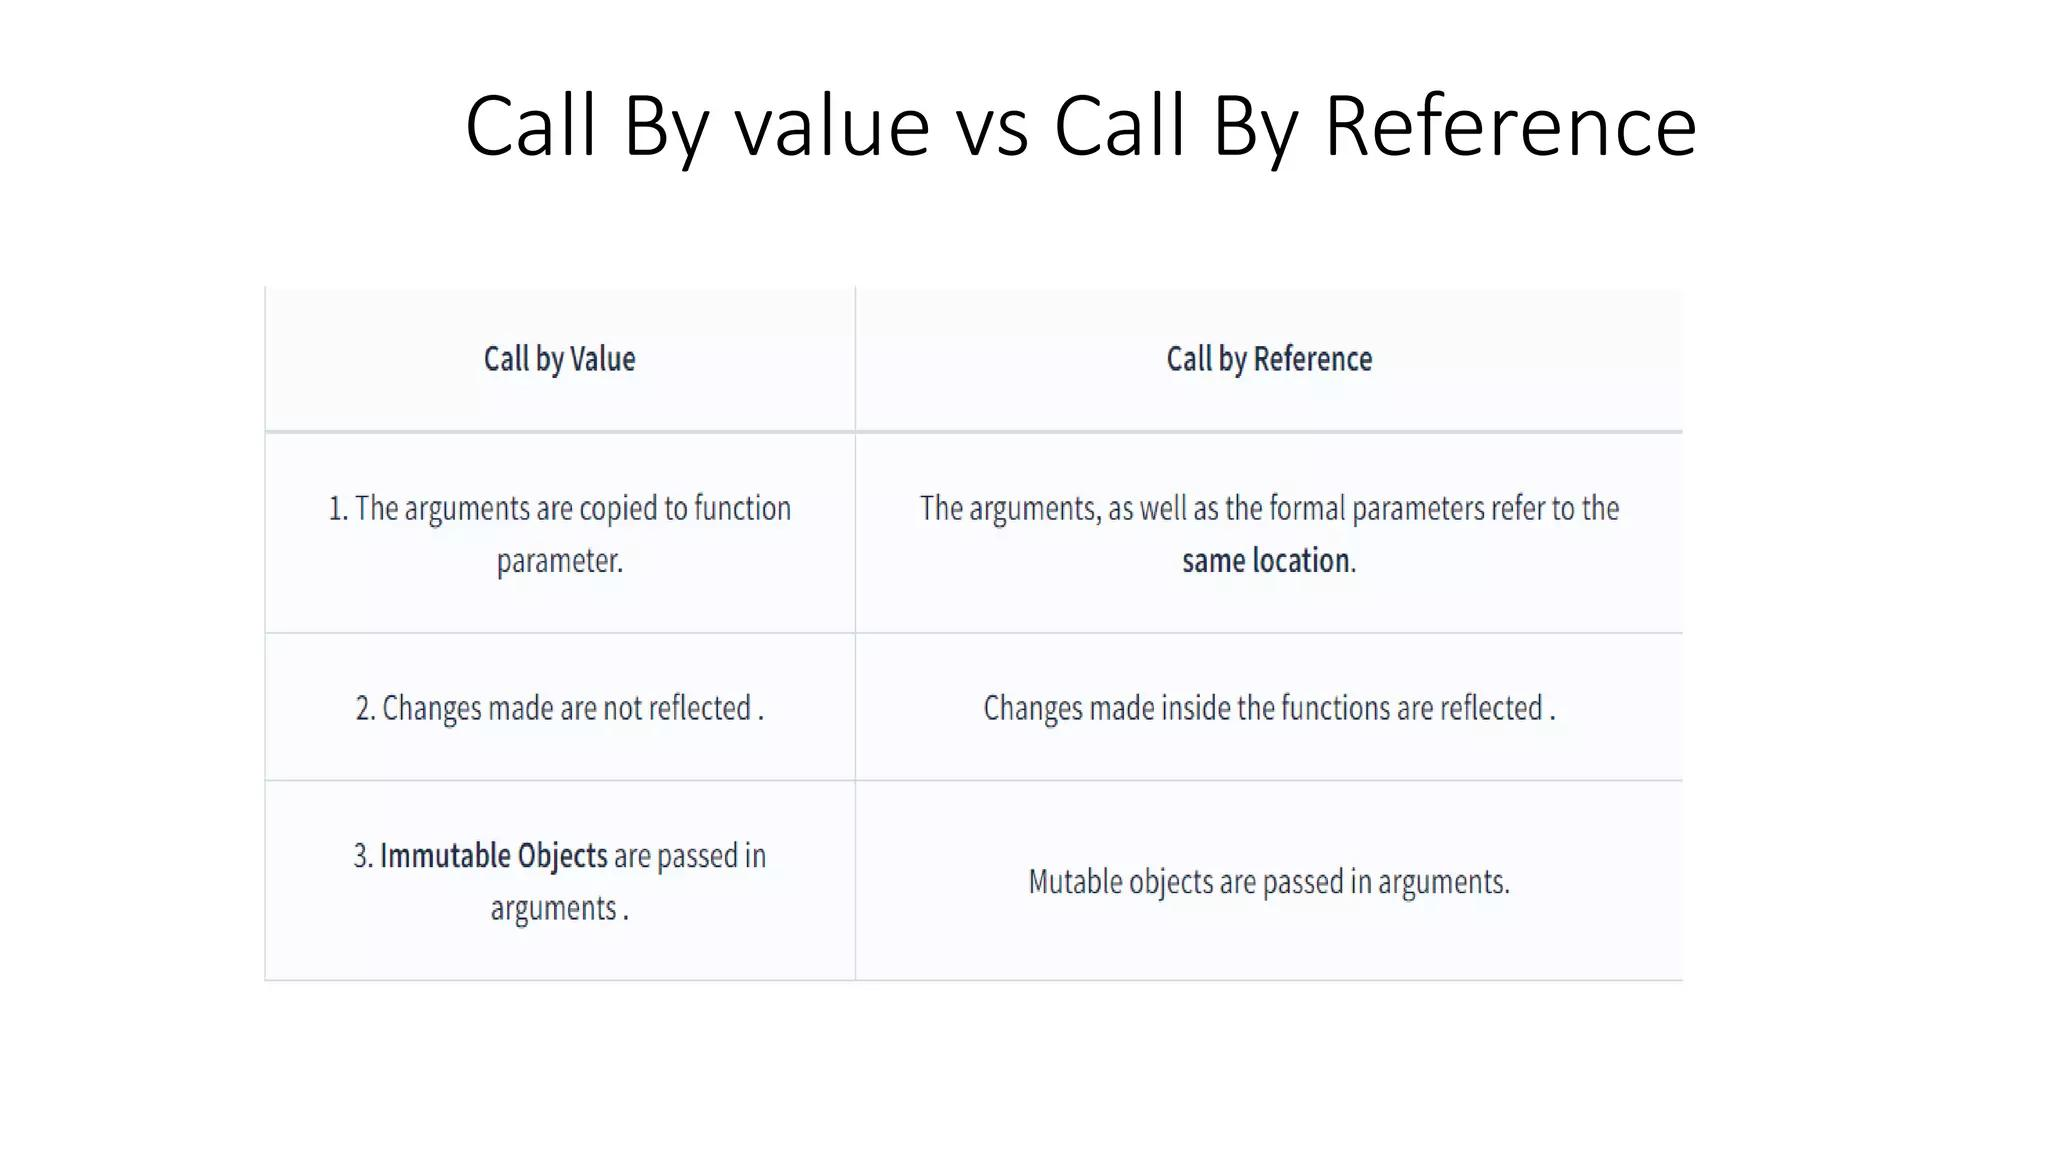 Call By value vs Call By Reference
Call by Value
Call by Reference
1. The arguments are copied to function
parameter.
The arguments, as well as the formal parameters refer to the
same location.
2. Changes made are not reflected .
Changes made inside the functions are reflected .
3. Immutable Objects are passed in
arguments .
Mutable objects are passed in arguments.